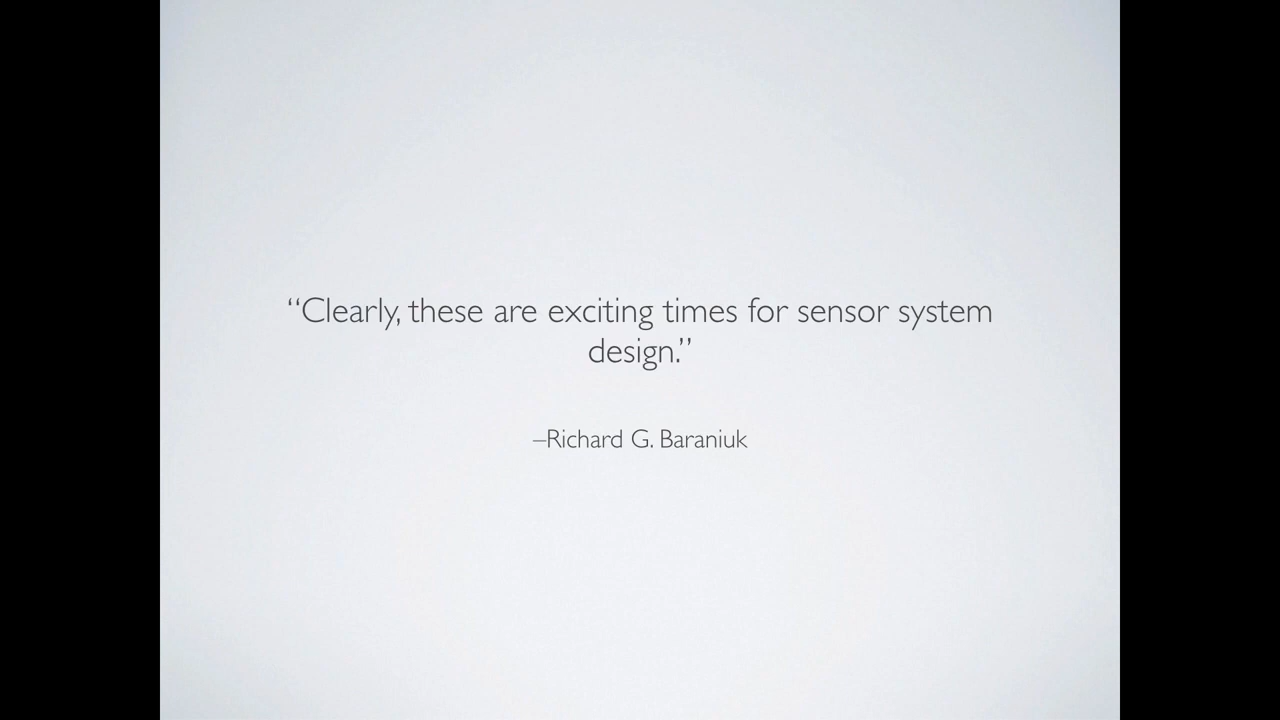 “Clearly, these are exciting times for sensor system
design.”
–Richard G. Baraniuk